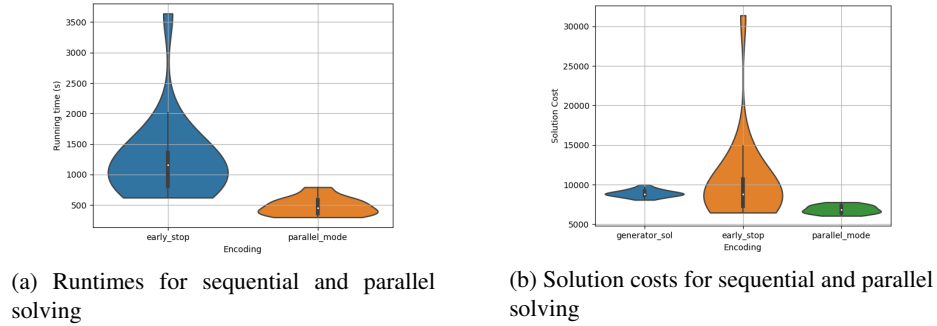 3500
3000
2500
2000
1500
1000
500
Running time (s)
early_stop parallel_mode
Encoding
(a) Runtimes for sequential and parallel
solving
30000
25000
20000
15000
10000
5000
Solution Cost
generator_sol early_stop parallel_mode
Encoding
(b) Solution costs for sequential and parallel
solving